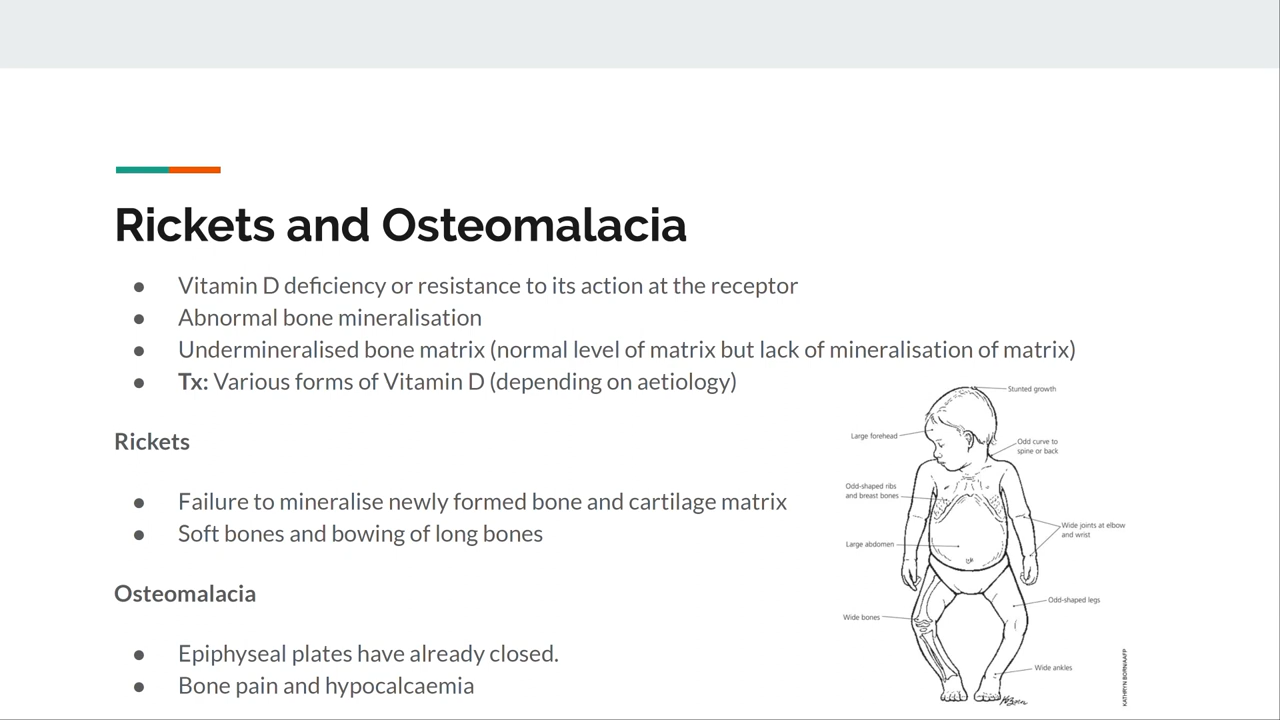 Rickets and Osteomalacia
● Vitamin D deficiency or resistance to its action at the receptor
● Abnormal bone mineralisation
● Undermineralised bone matrix (normal level of matrix but lack of mineralisation of matrix)
● Tx: Various forms of Vitamin D (depending on aetiology)
Rickets
● Failure to mineralise newly formed bone and cartilage matrix
● Soft bones and bowing of long bones
Osteomalacia
● Epiphyseal plates have already closed.
● Bone pain and hypocalcaemia
Stunted growth
Large forehead
Odd curve to
spine or back
Odd-shaped ribs
and breast bones
Wide joints at elbow
and wrist
Large abdomen
Odd-shaped legs
Wide bones
Wide ankles
KATHRYN BORN/AAFP